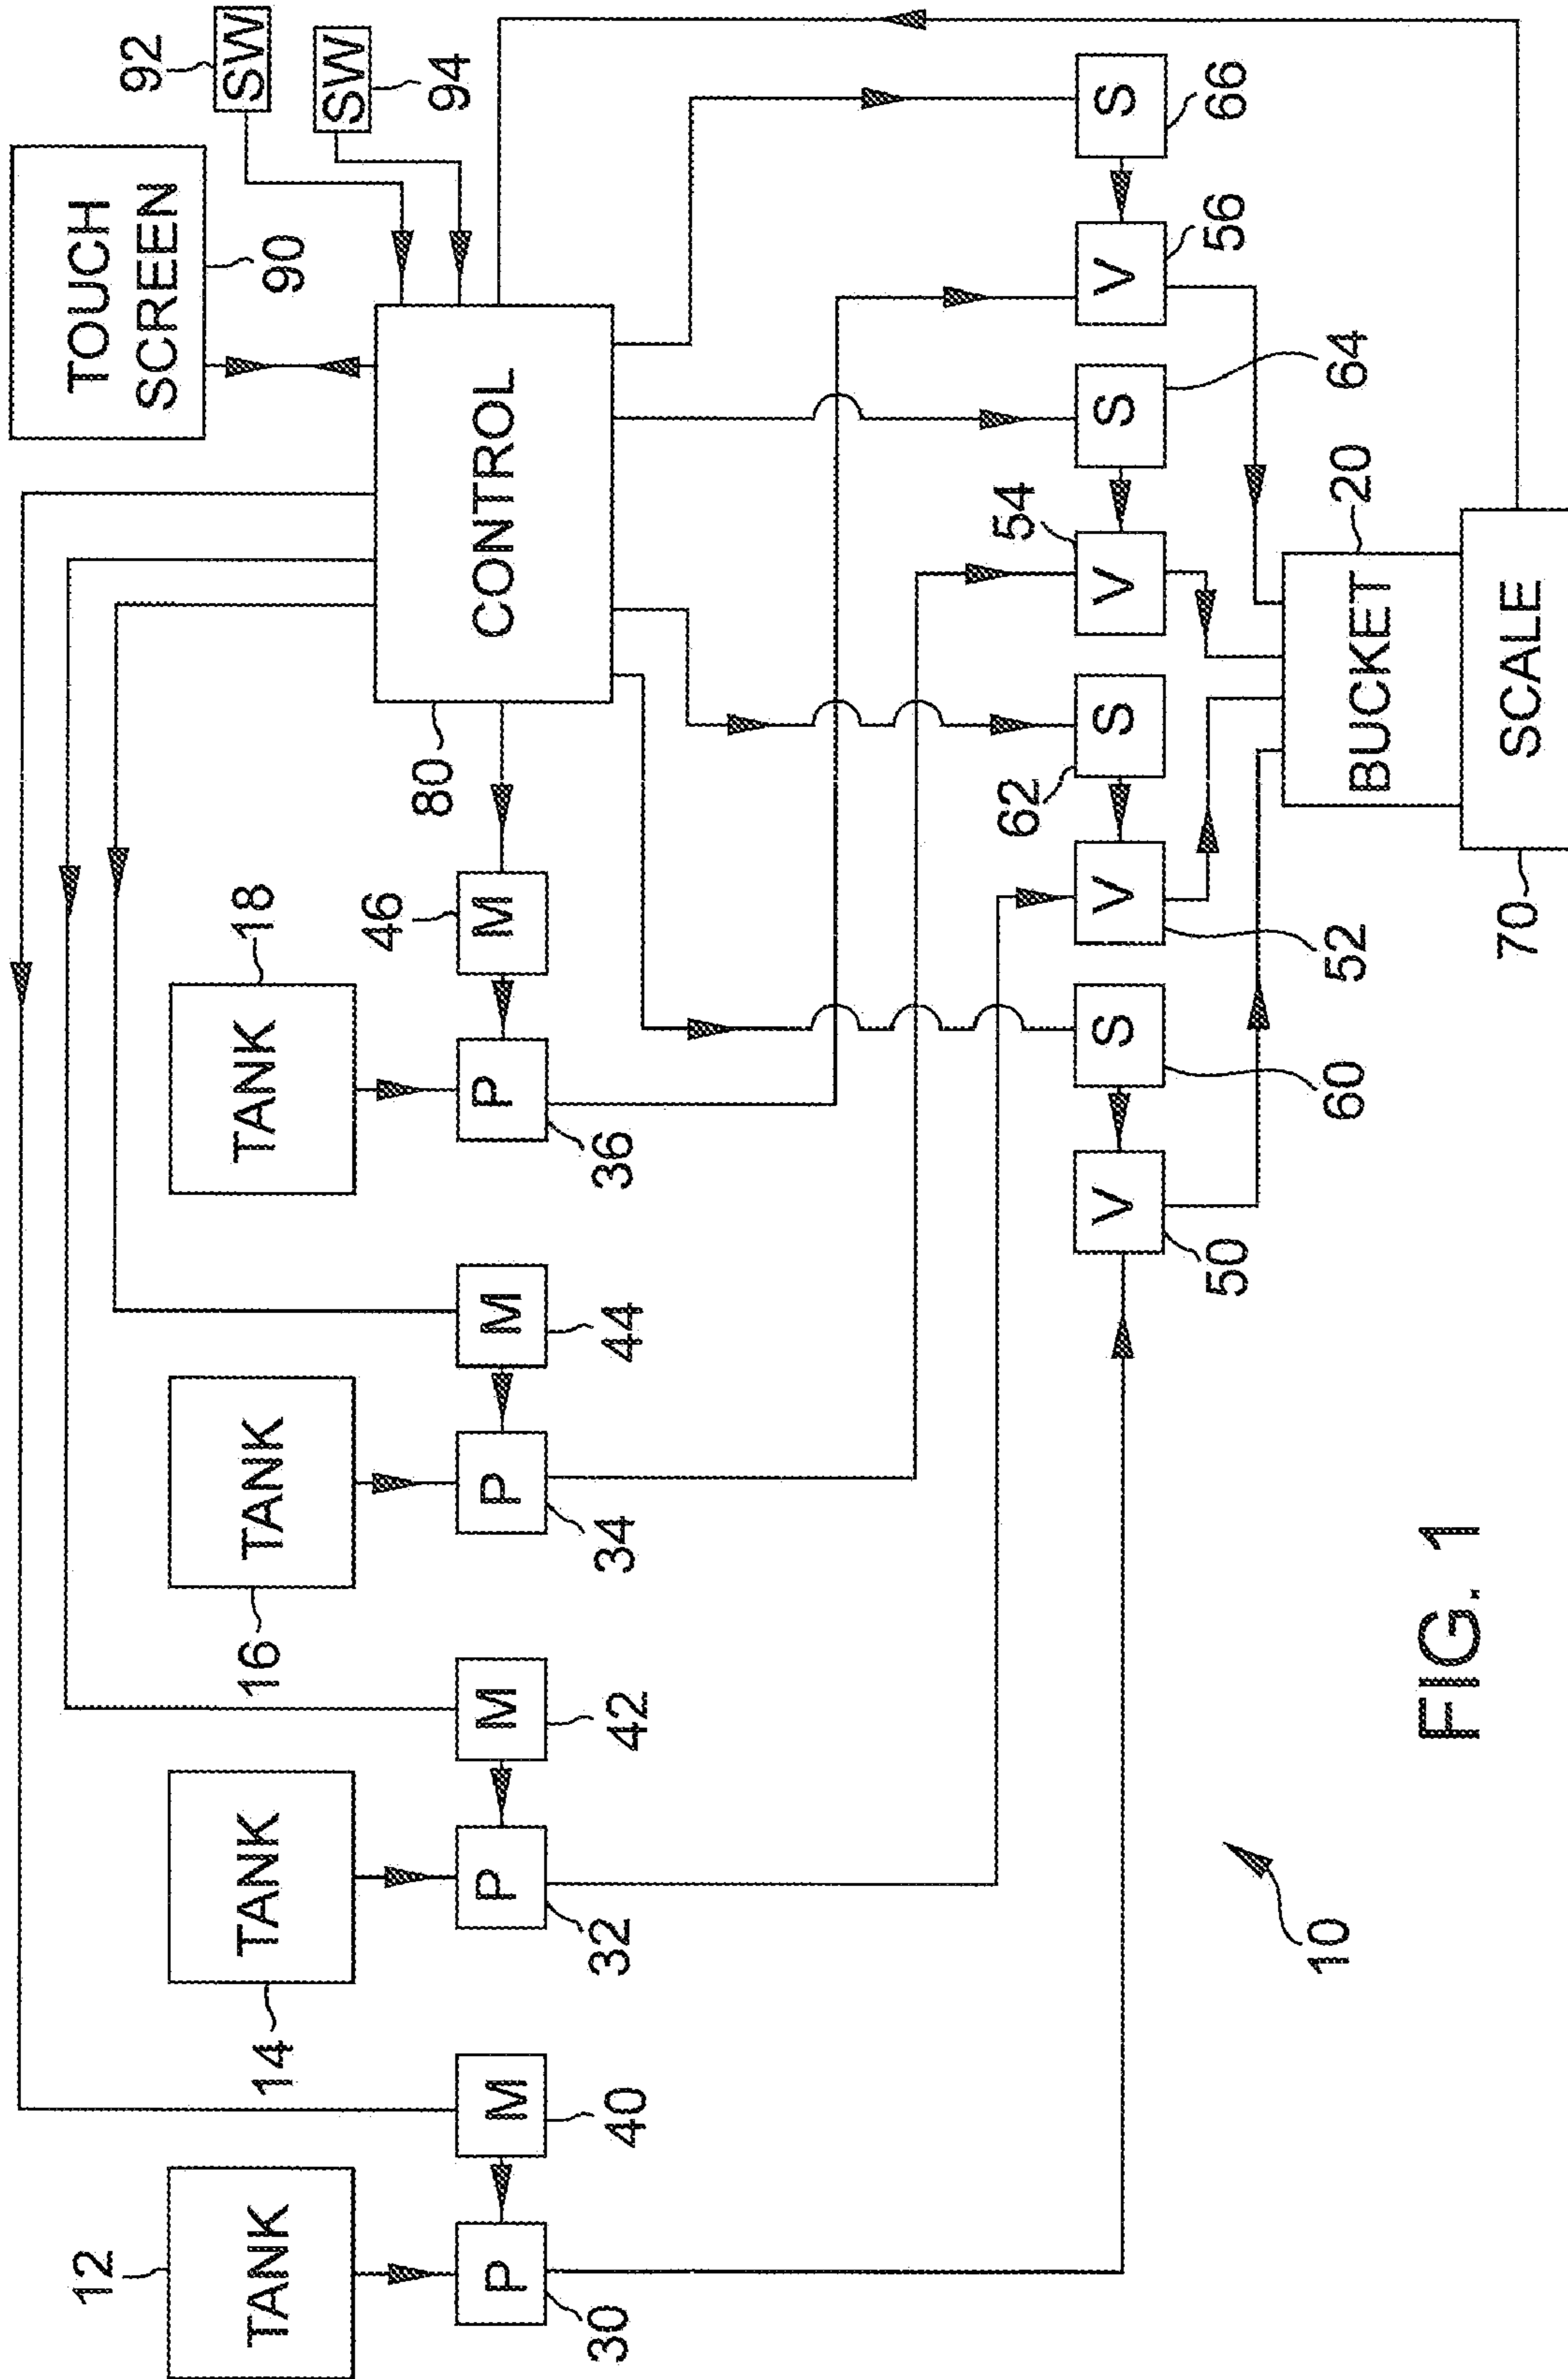 TOUCH
SCREEN
90
SW
92
SW
94
CONTROL
80
12
TANK
14
TANK
16
TANK
18
TANK
P
30
M
40
P
32
M
42
P
34
M
44
P
36
M
46
V
50
S
60
V
52
S
62
V
54
S
64
V
56
S
66
BUCKET
20
SCALE
70
10
FIG. 1